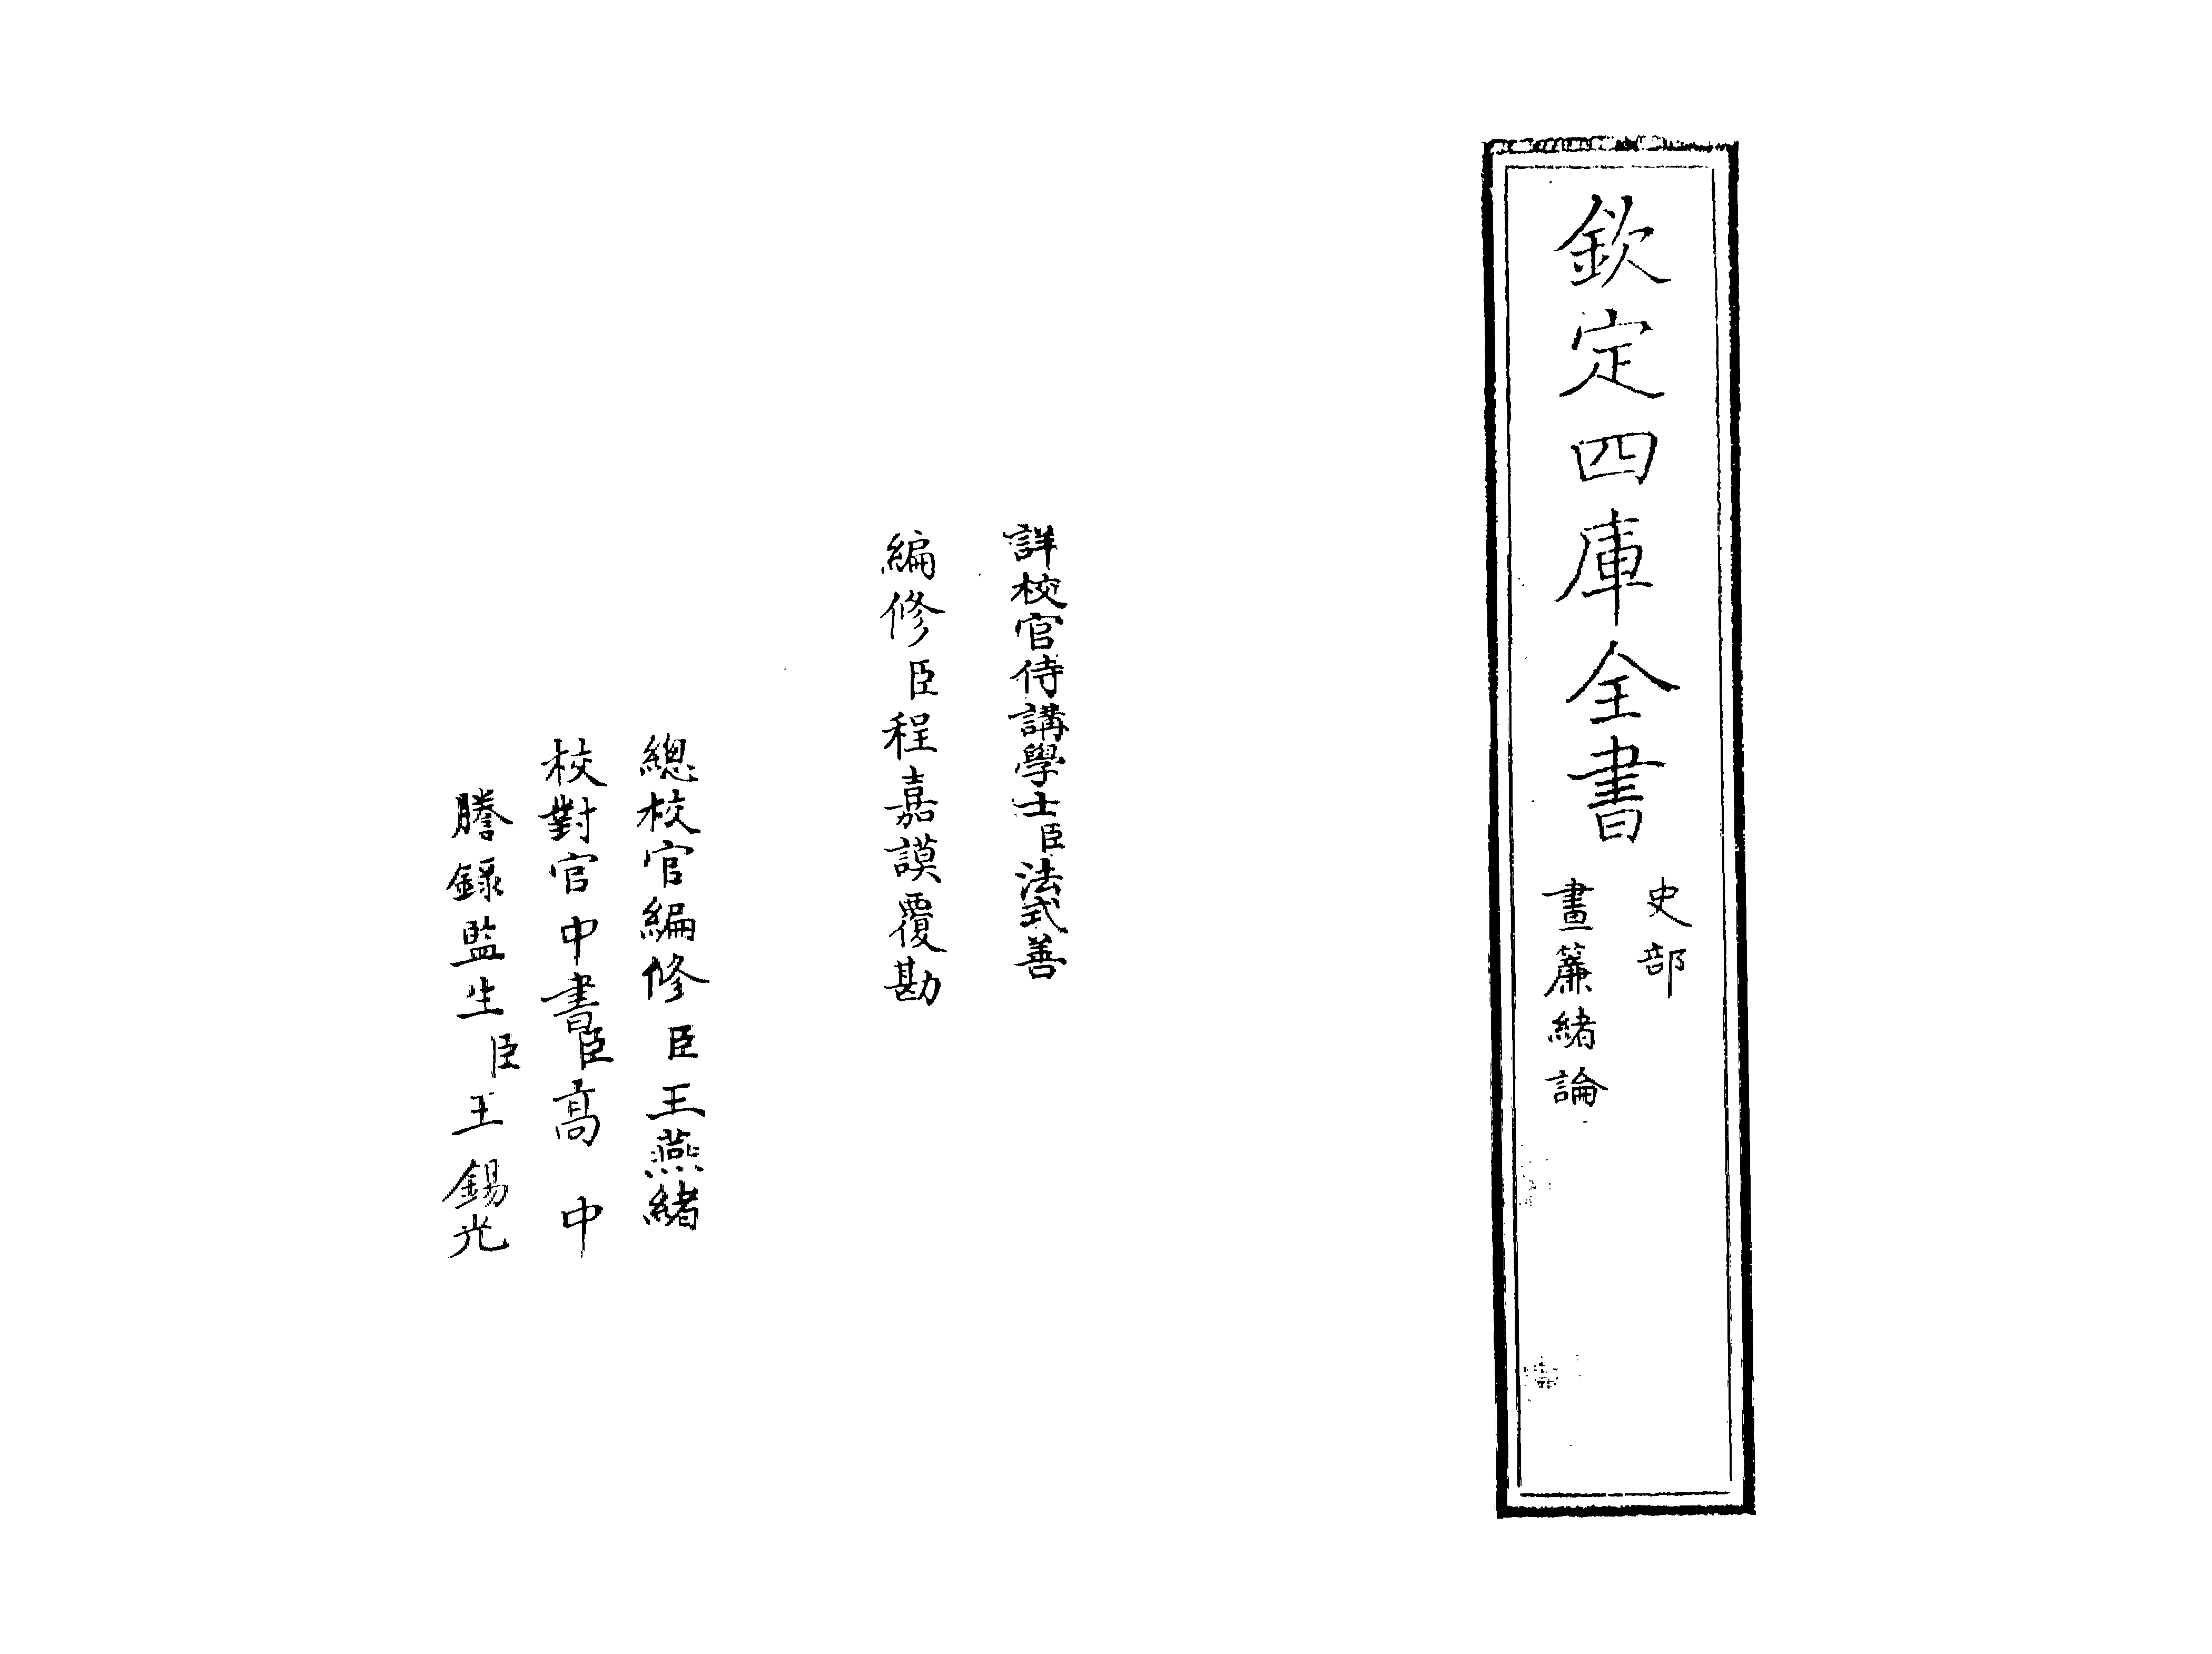 欽定四庫全書
史部
晝簾緒論
詳校官侍講學士臣法式善
編修臣程嘉謨覆勘
總校官編修臣王燕緒
校對官中書臣高中
謄錄監生臣王錫光